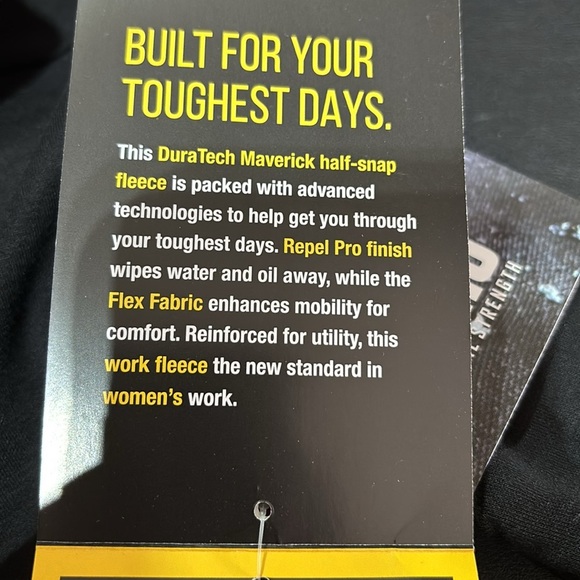 BUILT FOR YOUR
TOUGHEST DAYS.
This DuraTech Maverick half-snap
fleece is packed with advanced
technologies to help get you through
your toughest days. Repel Pro finish
wipes water and oil away, while the
Flex Fabric enhances mobility for
comfort. Reinforced for utility, this
work fleece the new standard in
women's work.
STRENGTH